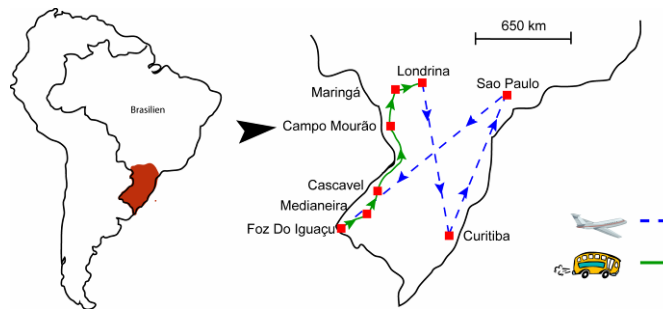 Brasilien
650 km
Londrina
Sao Paulo
Maringá
Campo Mourão
Cascavel
Medianeira
Foz Do Iguaçu
Curitiba